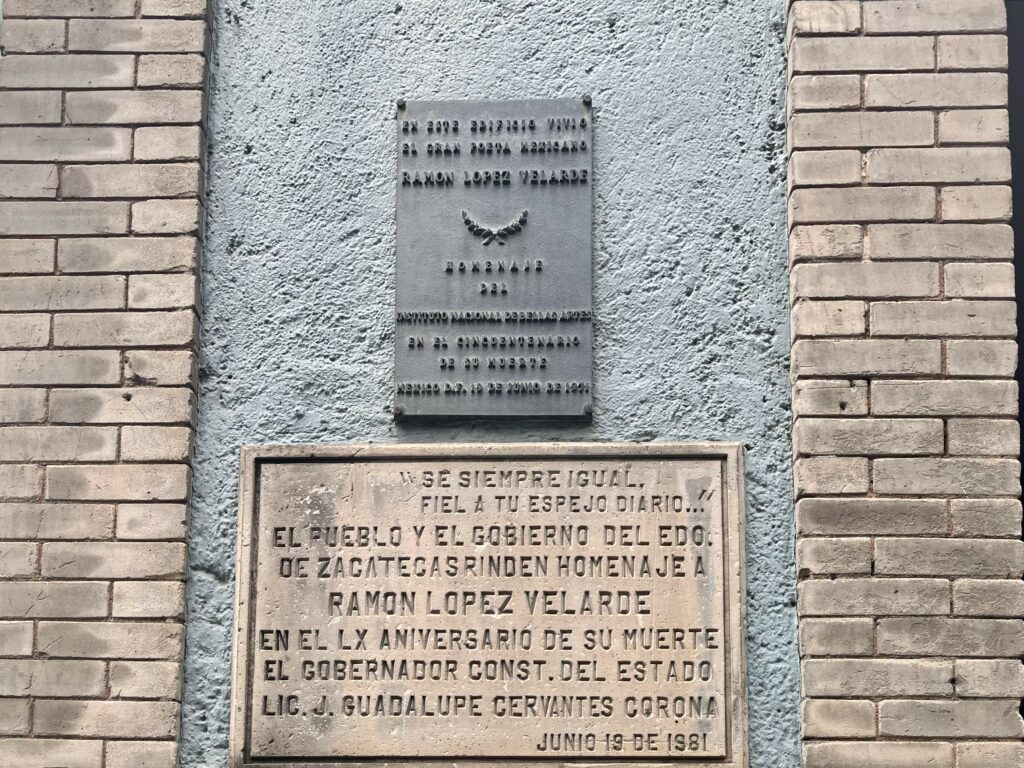 EN ESTE EDIFICIO VIVIO
EL GRAN POETA MEXICANO
RAMON LOPEZ VELARDE
HOMENAJE
DEL
INSTITUTO NACIONAL DE BELLAS ARTES
EN EL CINCUENTENARIO
DE SU MUERTE
MEXICO D.F. 19 DE JUNIO DE 1971
"SE SIEMPRE IGUAL,
FIEL A TU ESPEJO DIARIO..."
EL PUEBLO Y EL GOBIERNO DEL EDO.
DE ZACATECAS RINDEN HOMENAJE A
RAMON LOPEZ VELARDE
EN EL LX ANIVERSARIO DE SU MUERTE
EL GOBERNADOR CONST. DEL ESTADO
LIC. J. GUADALUPE CERVANTES CORONA
JUNIO 19 DE 1981